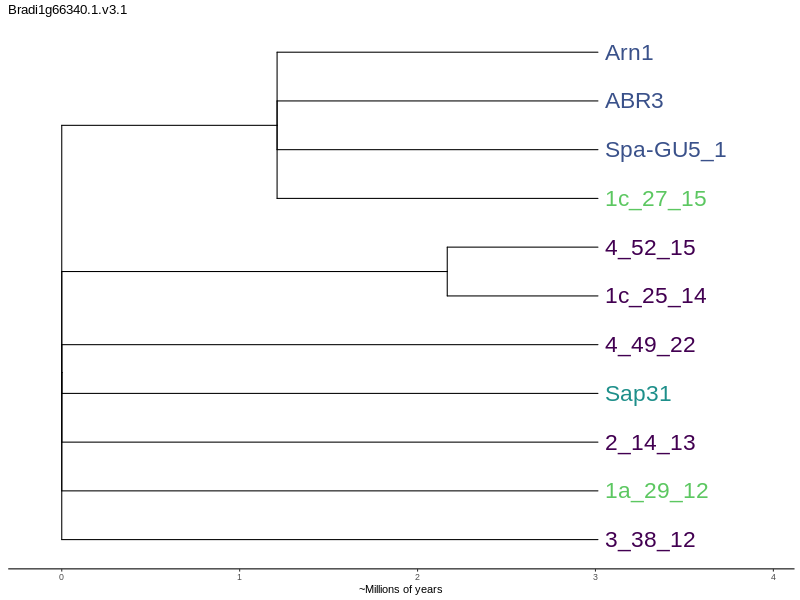 Bradi1g66340.1.v3.1
Arn1
ABR3
Spa-GU5_1
1c_27_15
4_52_15
1c_25_14
4_49_22
Sap31
2_14_13
1a_29_12
3_38_12
0 1 2 3 4
~Millions of years